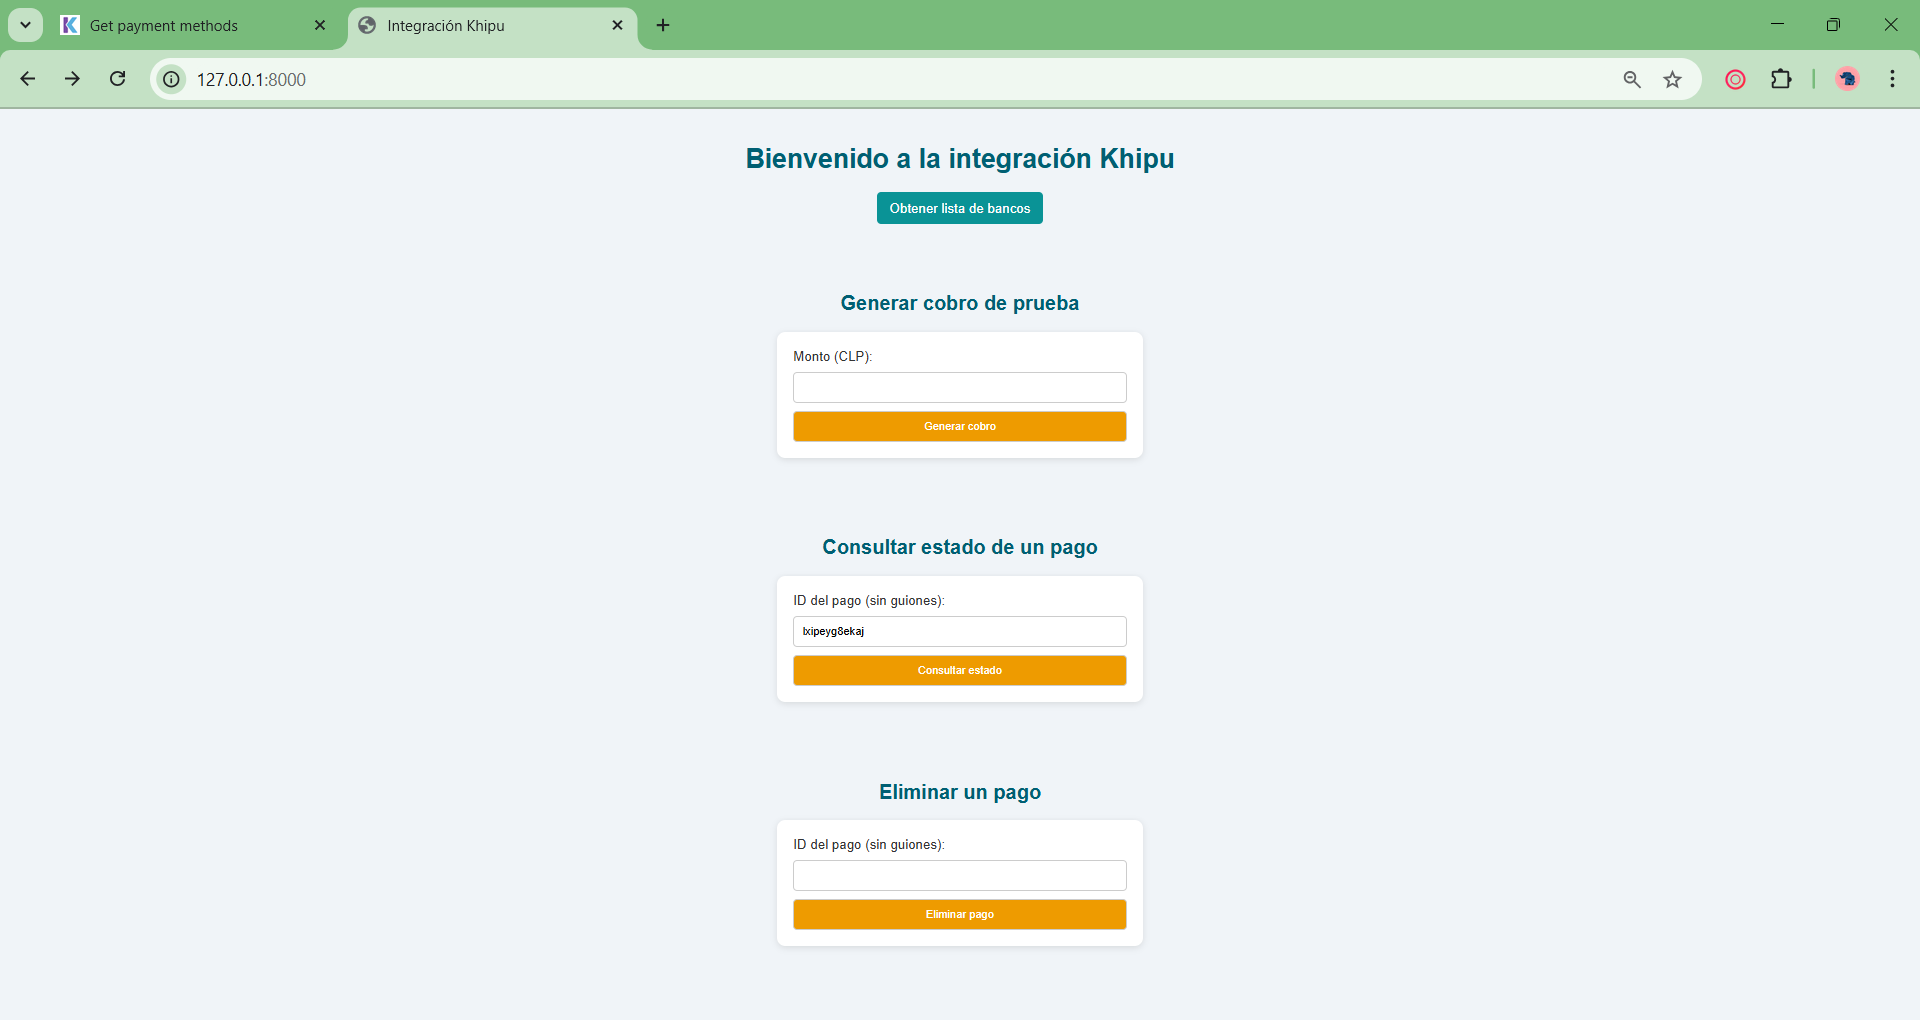 Get payment methods
Integración Khipu
127.0.0.1:8000
Bienvenido a la integración Khipu
Obtener lista de bancos
Generar cobro de prueba
Monto (CLP):
Generar cobro
Consultar estado de un pago
ID del pago (sin guiones):
lxipeyg8ekaj
Consultar estado
Eliminar un pago
ID del pago (sin guiones):
Eliminar pago